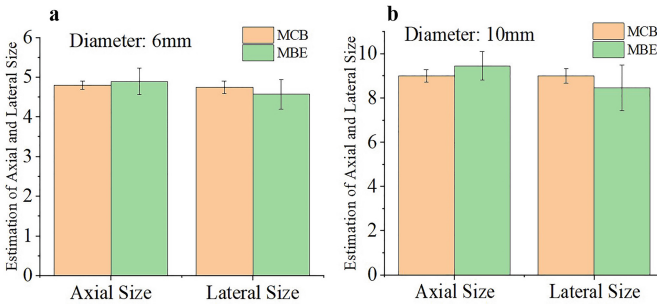 a
Diameter: 6mm
MCB
MBE
Estimation of Axial and Lateral Size
6
5
4
3
2
1
0
Axial Size
Lateral Size
b
Diameter: 10mm
MCB
MBE
Estimation of Axial and Lateral Size
10
8
6
4
2
0
Axial Size
Lateral Size